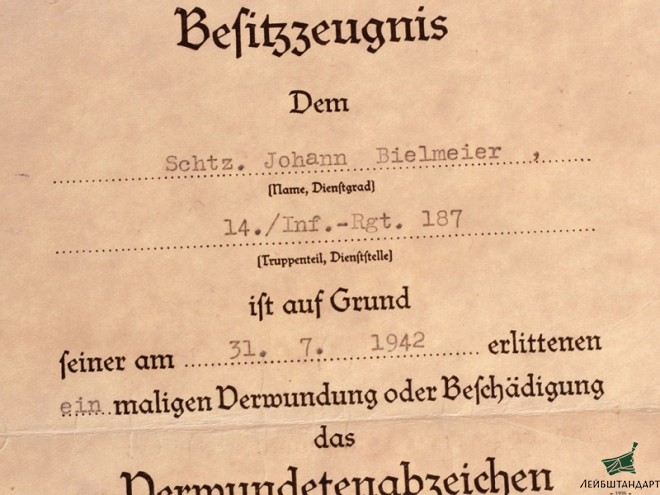 Besitzzeugnis
Dem
Schtz. Johann Bielmeier ,
(Name, Dienstgrad)
14./Inf.-Rgt. 187
(Truppenteil, Dienststelle)
ist auf Grund
seiner am 31. 7. 1942 erlittenen
ein maligen Verwundung oder Beschädigung
das
Verwundetenabzeichen
ЛЕЙБШТАНДАРТ